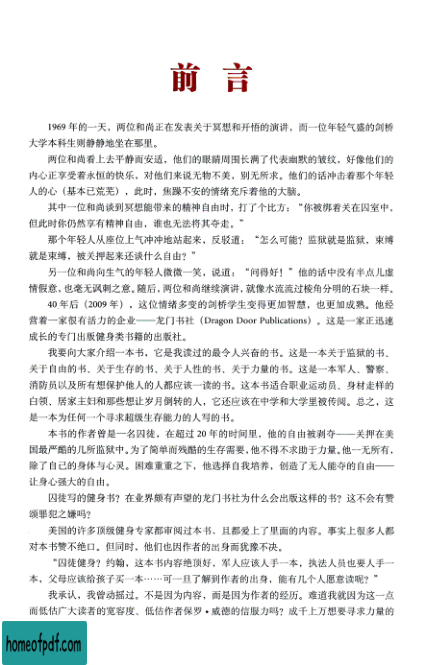 前 言
1969 年的一天，两位和尚正在发表关于冥想和开悟的演讲，而一位年轻气盛的剑桥
大学本科生则静静地坐在那里。
两位和尚看上去平静而安适，他们的眼睛周围长满了代表幽默的皱纹，好像他们的
内心正享受着永恒的快乐，对他们来说无物不美，别无所求。他们的话冲击着那个年轻
人的心（基本已荒芜），此时，焦躁不安的情绪充斥着他的大脑。
其中一位和尚谈到冥想能带来的精神自由时，打了个比方：“你被绑着关在囚室中，
但此时你仍然享有精神自由，谁也无法将其夺走。”
那个年轻人从座位上气冲冲地站起来，反驳道：“怎么可能？监狱就是监狱，束缚
就是束缚，被关押起来还谈什么自由？”
另一位和尚向生气的年轻人微微一笑，说道：“问得好！”他的话中没有半点儿虚
情假意，也毫无讽刺之意。随后，两位和尚继续演讲，就像水流流过棱角分明的石块一样。
40 年后（2009 年），这位情绪多变的剑桥学生变得更加智慧，也更加成熟。他经
营着一家很有活力的企业——龙门书社（Dragon Door Publications）。这是一家正迅速
成长的专门出版健身类书籍的出版社。
我要向大家介绍一本书，它是我读过的最令人兴奋的书。这是一本关于监狱的书、
关于自由的书、关于生存的书、关于人性的书、关于力量的书。这是一本军人、警察、
消防员以及所有想保护他人的人都应该一读的书。这本书适合职业运动员、身材走样的
白领、居家主妇和那些想让岁月倒转的人，它还应该在中学和大学里被传阅。总之，这
是一本为任何一个寻求超级生存能力的人写的书。
本书的作者曾是一名囚徒，在超过 20 年的时间里，他的自由被剥夺——关押在美
国最严酷的几所监狱中。为了简单而残酷的生存需要，他不得不求助于力量。他一无所有，
除了自己的身体与心灵。困难重重之下，他选择自我培养，创造了无人能夺的自由——
让身心强大的自由。
囚徒写的健身书？在业界颇有声望的龙门书社为什么会出版这样的书？这不会有赞
颂罪犯之嫌吗？
美国的许多顶级健身专家都审阅过本书，且都爱上了里面的内容。事实上很多人都
对本书赞不绝口。但同时，他们也因作者的出身而犹豫不决。
“囚徒健身？约翰，这本书内容绝顶好，军人应该人手一本，执法人员也要人手一
本，父母应该给孩子买一本……可一旦了解到作者的出身，能有几个人愿意读呢？”
我承认，我曾动摇过。不是因为内容，而是因为作者的经历。难道我就因为这一点
而低估广大读者的宽容度、低估作者保罗·威德的信服力吗？成千上万想要寻求力量的
homeofpdf.com